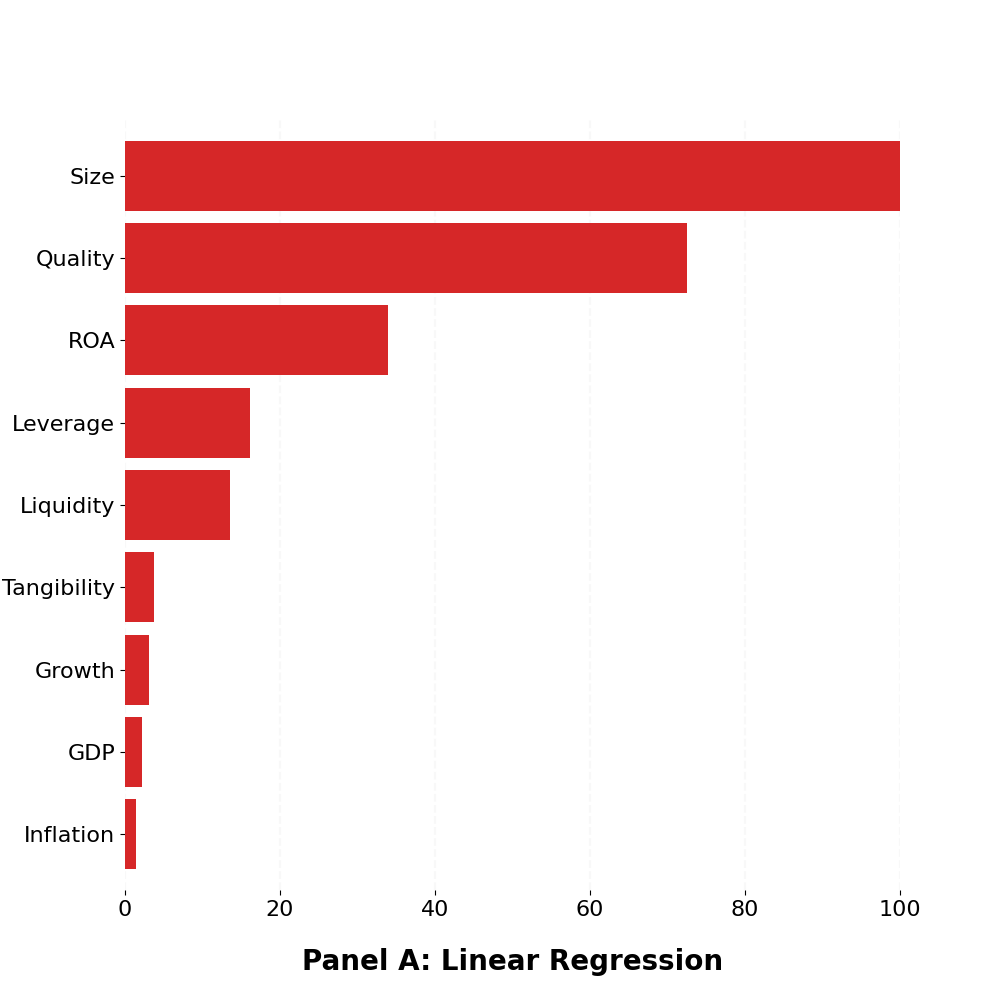 Size
Quality
ROA
Leverage
Liquidity
Tangibility
Growth
GDP
Inflation
0 20 40 60 80 100
Panel A: Linear Regression